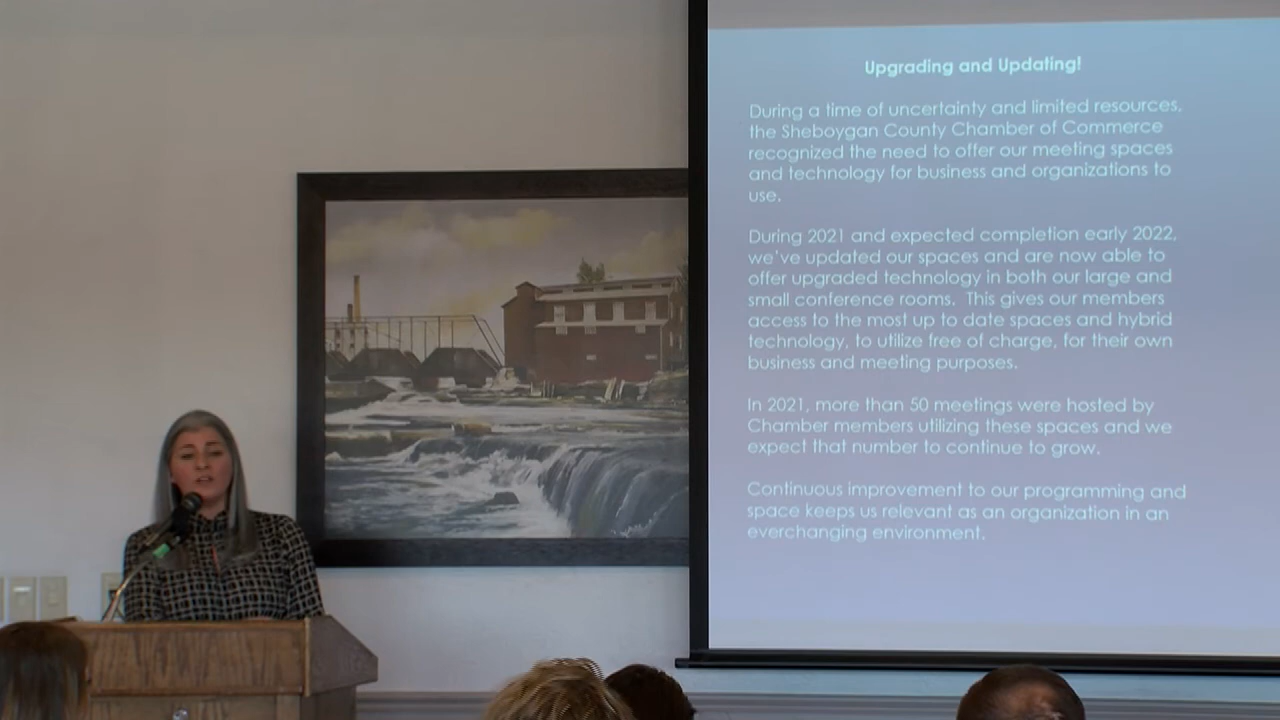 Upgrading and Updating!
During a time of uncertainty and limited resources,
the Sheboygan County Chamber of Commerce
recognized the need to offer our meeting spaces
and technology for business and organizations to
use.
During 2021 and expected completion early 2022,
we've updated our spaces and are now able to
offer upgraded technology in both our large and
small conference rooms. This gives our members
access to the most up to date spaces and hybrid
technology, to utilize free of charge, for their own
business and meeting purposes.
In 2021, more than 50 meetings were hosted by
Chamber members utilizing these spaces and we
expect that number to continue to grow.
Continuous improvement to our programming and
space keeps us relevant as an organization in an
everchanging environment.